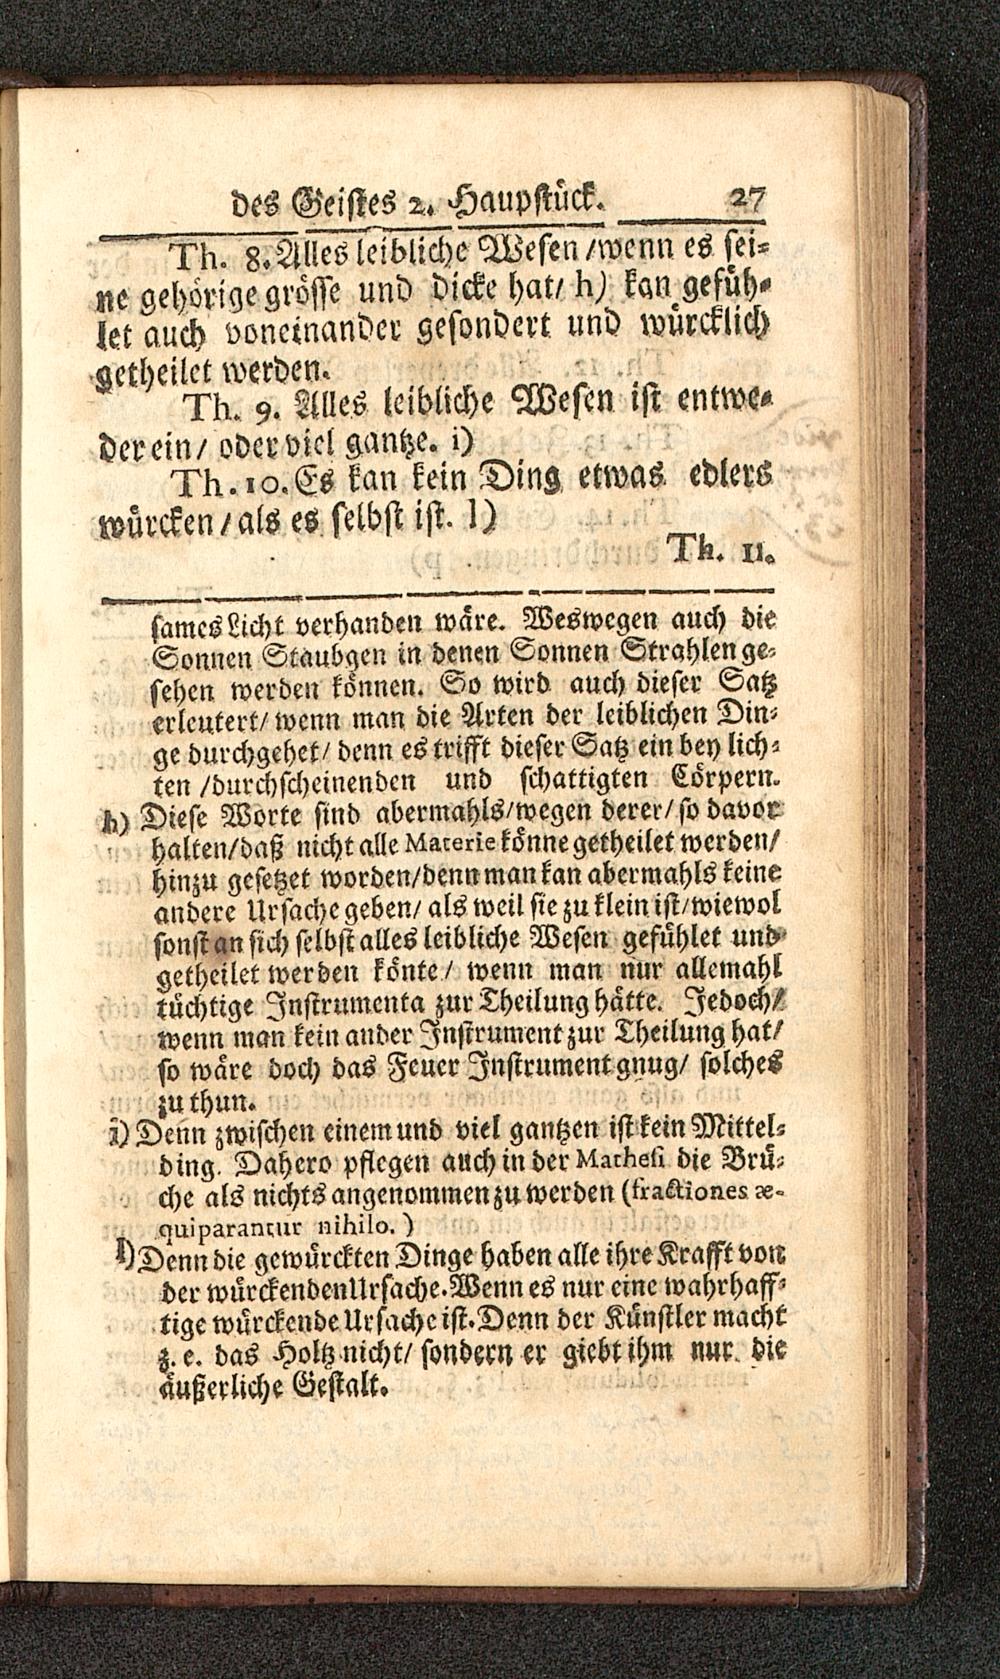 des Geistes 2. Haupstück. 27
Th. 8. Alles leibliche Wesen / wenn es sei-
ne gehörige grösse und dicke hat / h) kan gefüh-
let auch voneinander gesondert und würcklich
getheilet werden.
Th. 9. Alles leibliche Wesen ist entwe-
der ein / oder viel gantze. i)
Th. 10. Es kan kein Ding etwas edlers
würcken / als es selbst ist. l)
Th. 11.
sames Licht verhanden wäre. Weswegen auch die
Sonnen Staubgen in denen Sonnen Strahlen ge-
sehen werden können. So wird auch dieser Satz
erleutert / wenn man die Arten der leiblichen Din-
ge durchgehet / denn es trifft dieser Satz ein bey lich-
ten / durchscheinenden und schattigten Cörpern.
h) Diese Worte sind abermahls / wegen derer / so davor
halten / daß nicht alle Materie könne getheilet werden /
hinzu gesetzet worden / denn man kan abermahls keine
andere Ursache geben / als weil sie zu klein ist / wiewol
sonst an sich selbst alles leibliche Wesen gefühlet und
getheilet werden könte / wenn man nur allemahl
tüchtige Instrumenta zur Theilung hätte. Jedoch /
wenn man kein ander Instrument zur Theilung hat /
so wäre doch das Feuer Instrument gnug / solches
zu thun.
i) Denn zwischen einem und viel gantzen ist kein Mittel-
ding. Dahero pflegen auch in der Mathesi die Brü-
che als nichts angenommen zu werden (fractiones æ-
quiparantur nihilo. )
l) Denn die gewürckten Dinge haben alle ihre Krafft von
der würckenden Ursache. Wenn es nur eine wahrhaff-
tige würckende Ursache ist. Denn der Künstler macht
z. e. das Holtz nicht / sondern er giebt ihm nur die
äußerliche Gestalt.